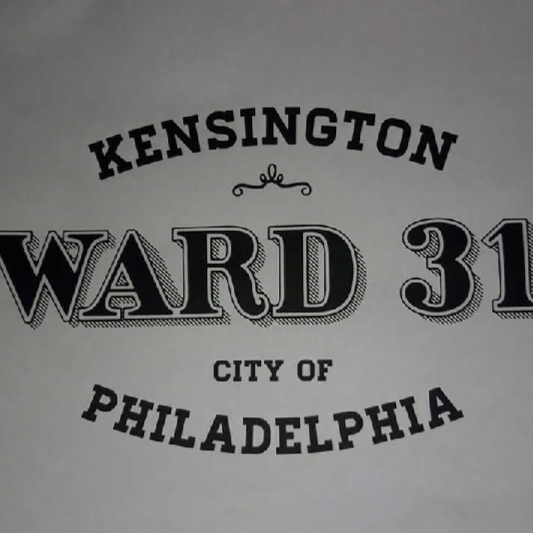 KENSINGTON
WARD 31
CITY OF
PHILADELPHIA